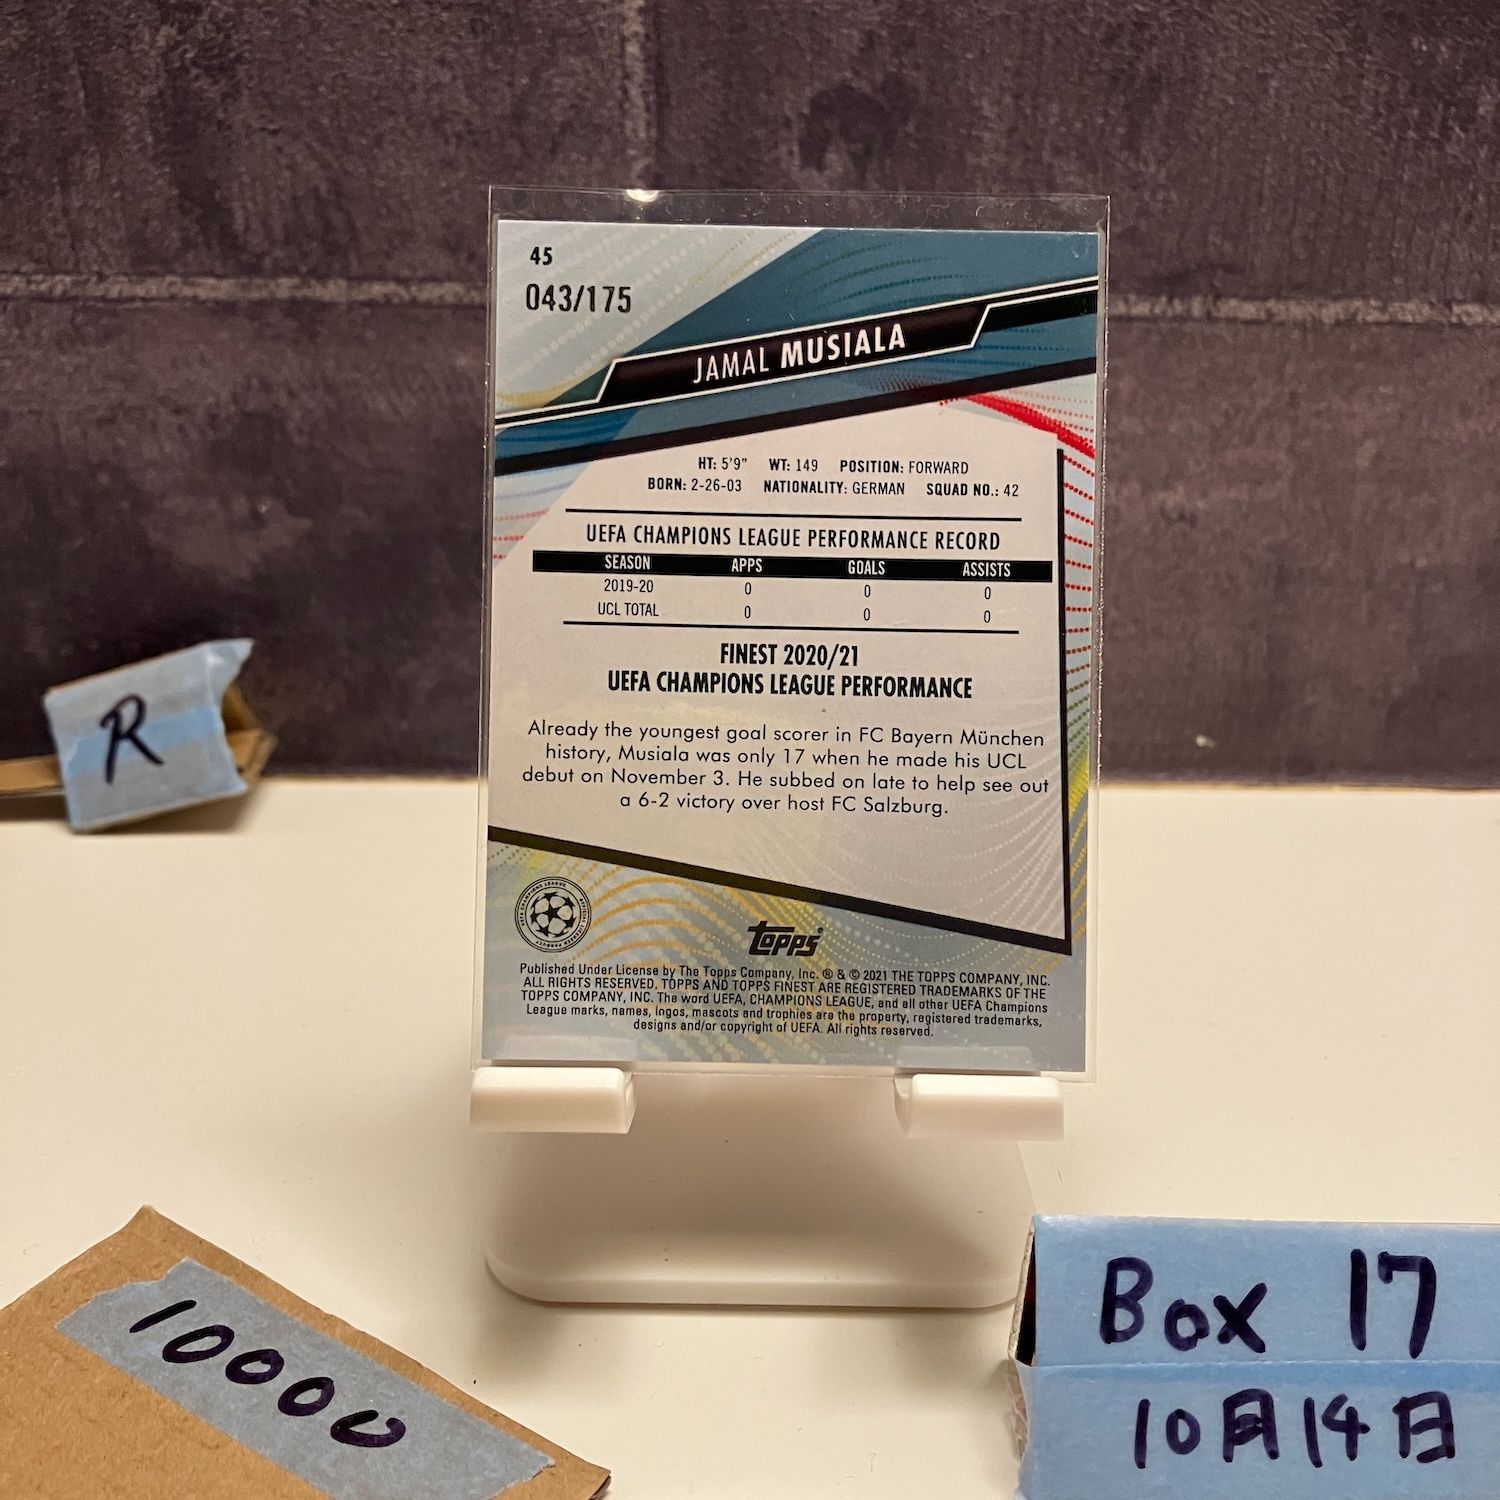 45
043/175
JAMAL MUSIALA
HT: 5'9" WT: 149 POSITION: FORWARD
BORN: 2-26-03 NATIONALITY: GERMAN SQUAD NO.: 42
UEFA CHAMPIONS LEAGUE PERFORMANCE RECORD
SEASON APPS GOALS ASSISTS
2019-20 0 0 0
UCL TOTAL 0 0 0
FINEST 2020/21
UEFA CHAMPIONS LEAGUE PERFORMANCE
Already the youngest goal scorer in FC Bayern München
history, Musiala was only 17 when he made his UCL
debut on November 3. He subbed on late to help see out
a 6-2 victory over host FC Salzburg.
UEFA CHAMPIONS LEAGUE OFFICIAL LICENSED PRODUCT
TOPPS®
Published Under License by The Topps Company, Inc. ® & © 2021 THE TOPPS COMPANY, INC.
ALL RIGHTS RESERVED. TOPPS AND TOPPS FINEST ARE REGISTERED TRADEMARKS OF THE
TOPPS COMPANY, INC. The word UEFA, CHAMPIONS LEAGUE, and all other UEFA Champions
League marks, names, logos, mascots and trophies are the property, registered trademarks,
designs and/or copyright of UEFA. All rights reserved.
R
10000
Box 17
10月14日